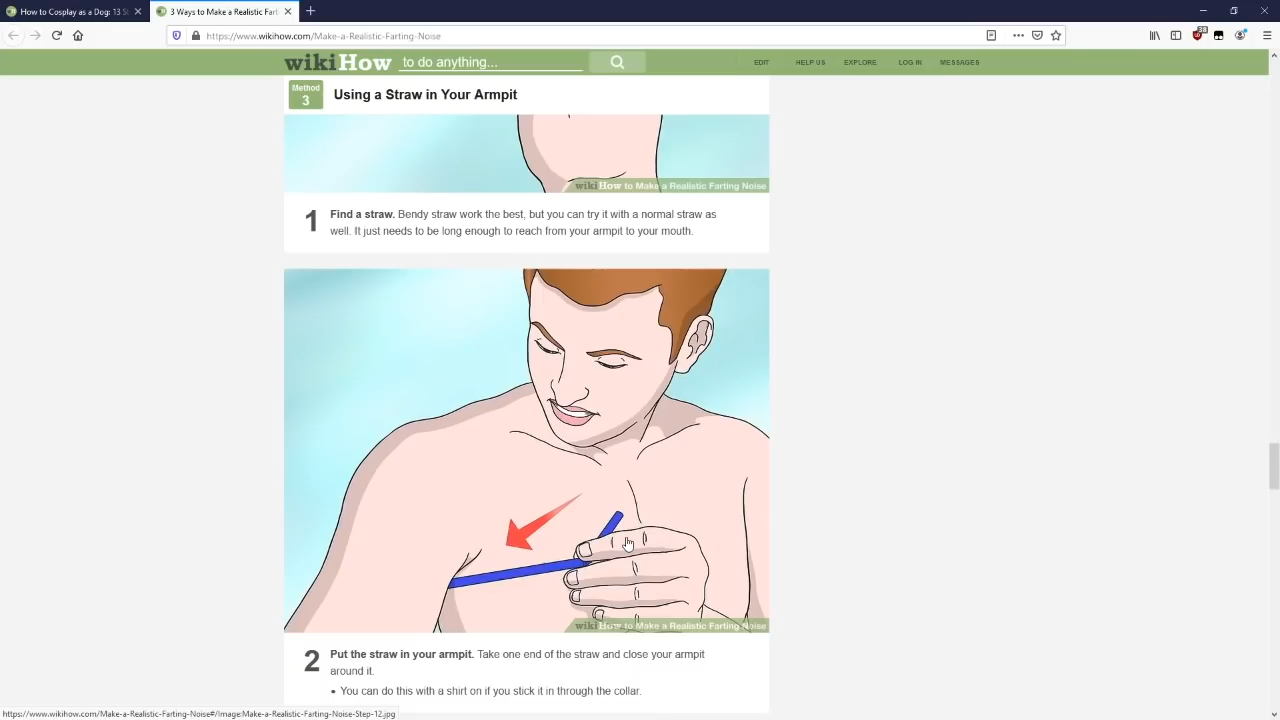 How to Cosplay as a Dog: 13 S
3 Ways to Make a Realistic Fart
https://www.wikihow.com/Make-a-Realistic-Farting-Noise
wikiHow
to do anything...
EDIT
HELP US
EXPLORE
LOG IN
MESSAGES
Method
3
Using a Straw in Your Armpit
wikiHow to Make a Realistic Farting Noise
1
Find a straw. Bendy straw work the best, but you can try it with a normal straw as
well. It just needs to be long enough to reach from your armpit to your mouth.
wikiHow to Make a Realistic Farting Noise
2
Put the straw in your armpit. Take one end of the straw and close your armpit
around it.
• You can do this with a shirt on if you stick it in through the collar.
https://www.wikihow.com/Make-a-Realistic-Farting-Noise#/Image:Make-a-Realistic-Farting-Noise-Step-12.jpg